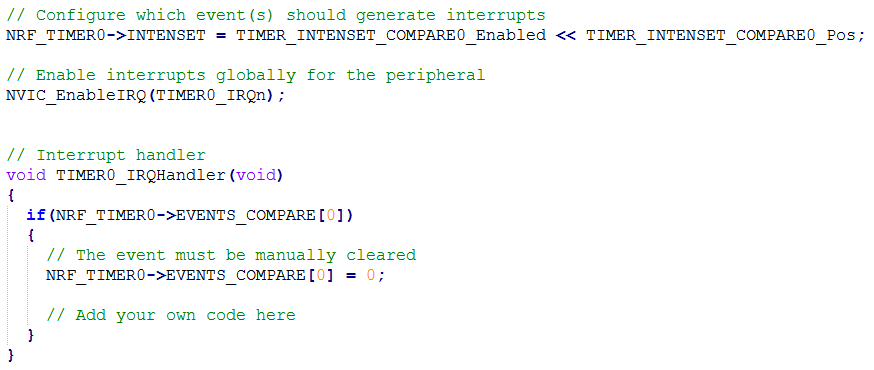 // Configure which event(s) should generate interrupts
NRF_TIMER0->INTENSET = TIMER_INTENSET_COMPARE0_Enabled << TIMER_INTENSET_COMPARE0_Pos;
// Enable interrupts globally for the peripheral
NVIC_EnableIRQ(TIMER0_IRQn);
// Interrupt handler
void TIMER0_IRQHandler(void)
{
if(NRF_TIMER0->EVENTS_COMPARE[0])
{
// The event must be manually cleared
NRF_TIMER0->EVENTS_COMPARE[0] = 0;
// Add your own code here
}
}